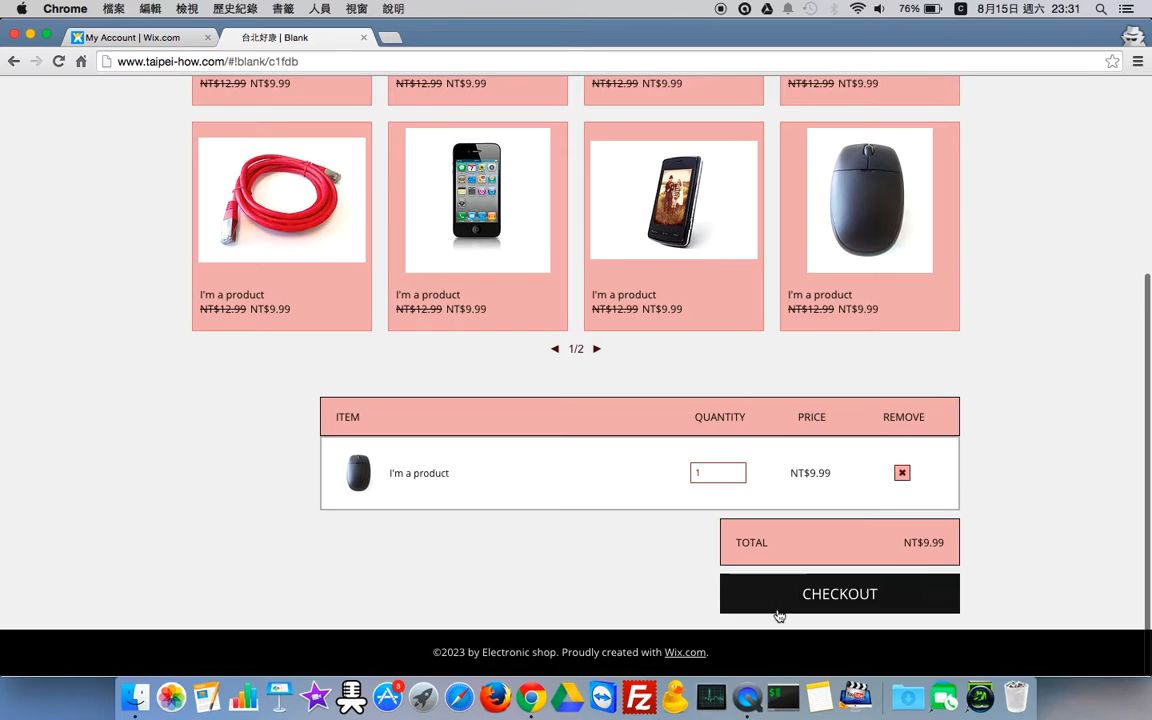 Chrome 檔案 編輯 檢視 歷史紀錄 書籤 人員 視窗 說明 76% C 8月15日 週六 23:31
My Account | Wix.com 台北好康 | Blank
www.taipei-how.com/#!blank/c1fdb
NT$12.99 NT$9.99 NT$12.99 NT$9.99 NT$12.99 NT$9.99 NT$12.99 NT$9.99
I'm a product I'm a product I'm a product I'm a product
NT$12.99 NT$9.99 NT$12.99 NT$9.99 NT$12.99 NT$9.99 NT$12.99 NT$9.99
1/2
ITEM QUANTITY PRICE REMOVE
I'm a product 1 NT$9.99
TOTAL NT$9.99
CHECKOUT
©2023 by Electronic shop. Proudly created with Wix.com.
3
Fz